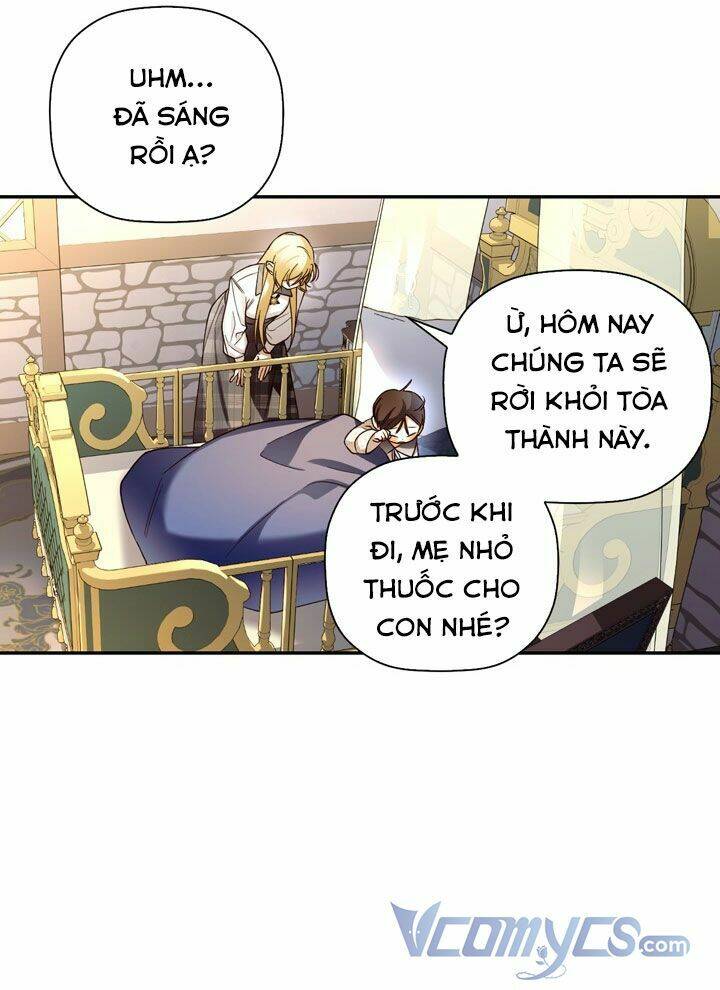 UHM...
ĐÃ SÁNG
RỒI Ạ?
Ừ, HÔM NAY
CHÚNG TA SẼ
RỜI KHỎI TÒA
THÀNH NÀY.
TRƯỚC KHI
ĐI, MẸ NHỎ
THUỐC CHO
CON NHÉ?
VCOMYCS.com